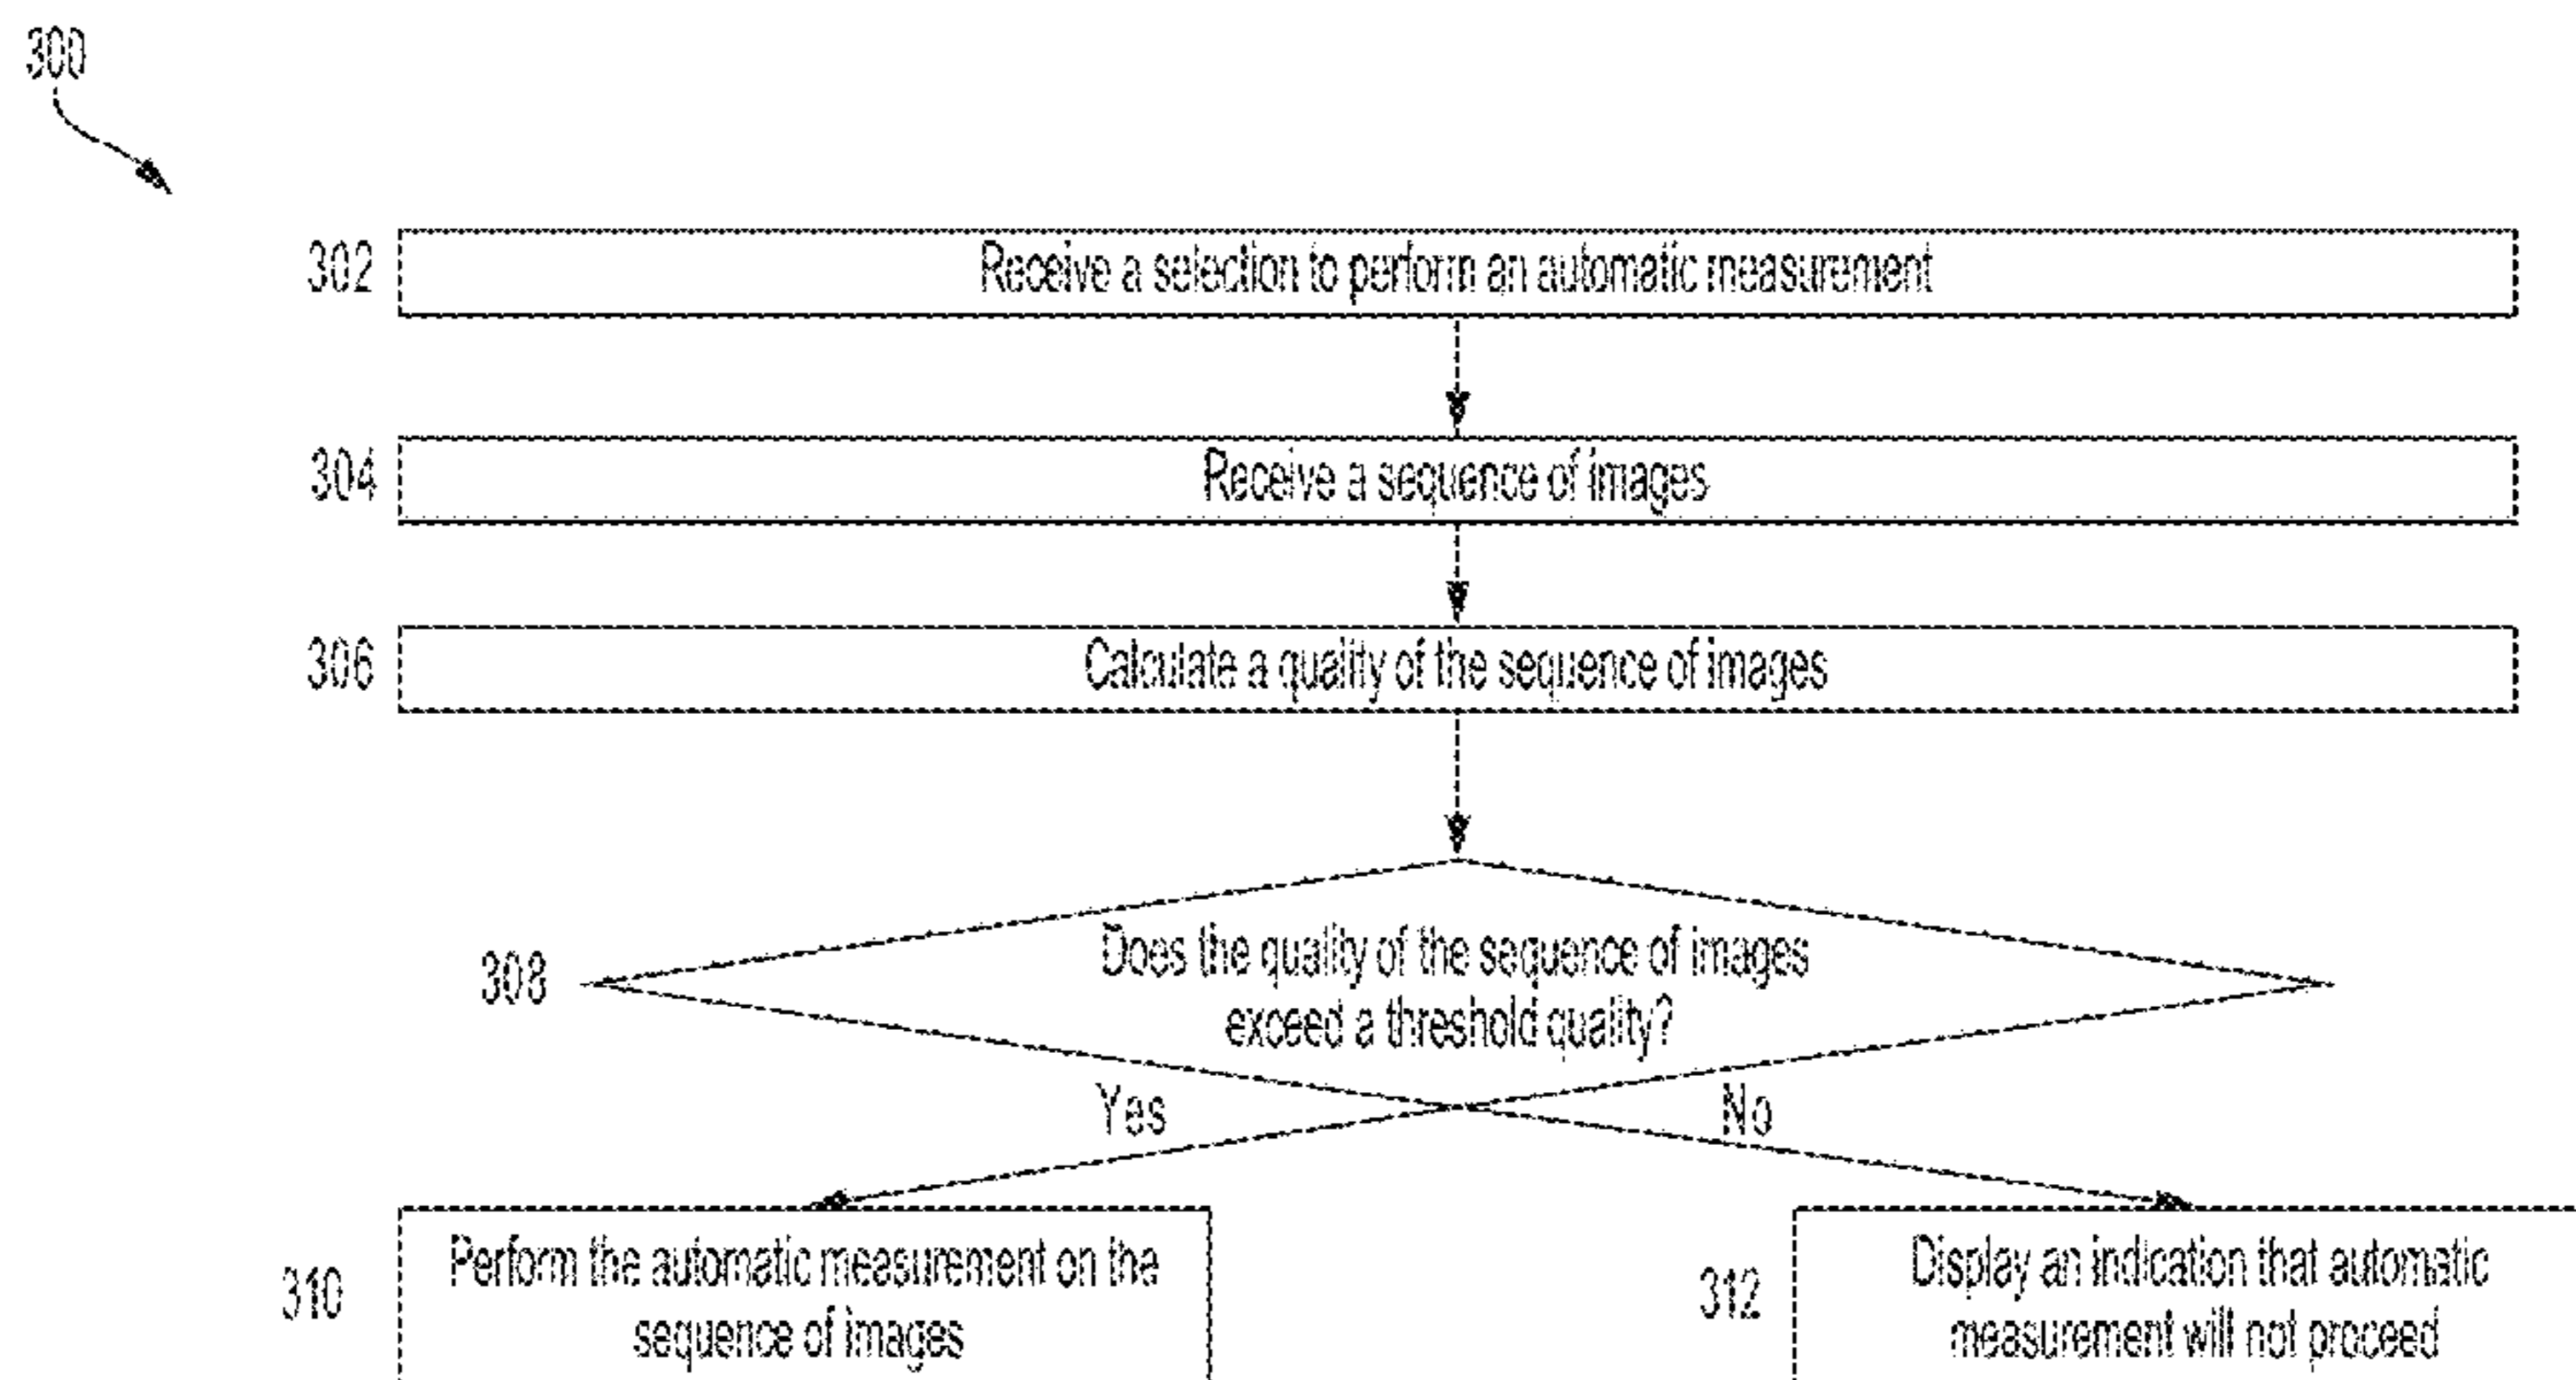 300
302
Receive a selection to perform an automatic measurement
304
Receive a sequence of images
306
Calculate a quality of the sequence of images
308
Does the quality of the sequence of images
exceed a threshold quality?
Yes
No
310
Perform the automatic measurement on the
sequence of images
312
Display an indication that automatic
measurement will not proceed